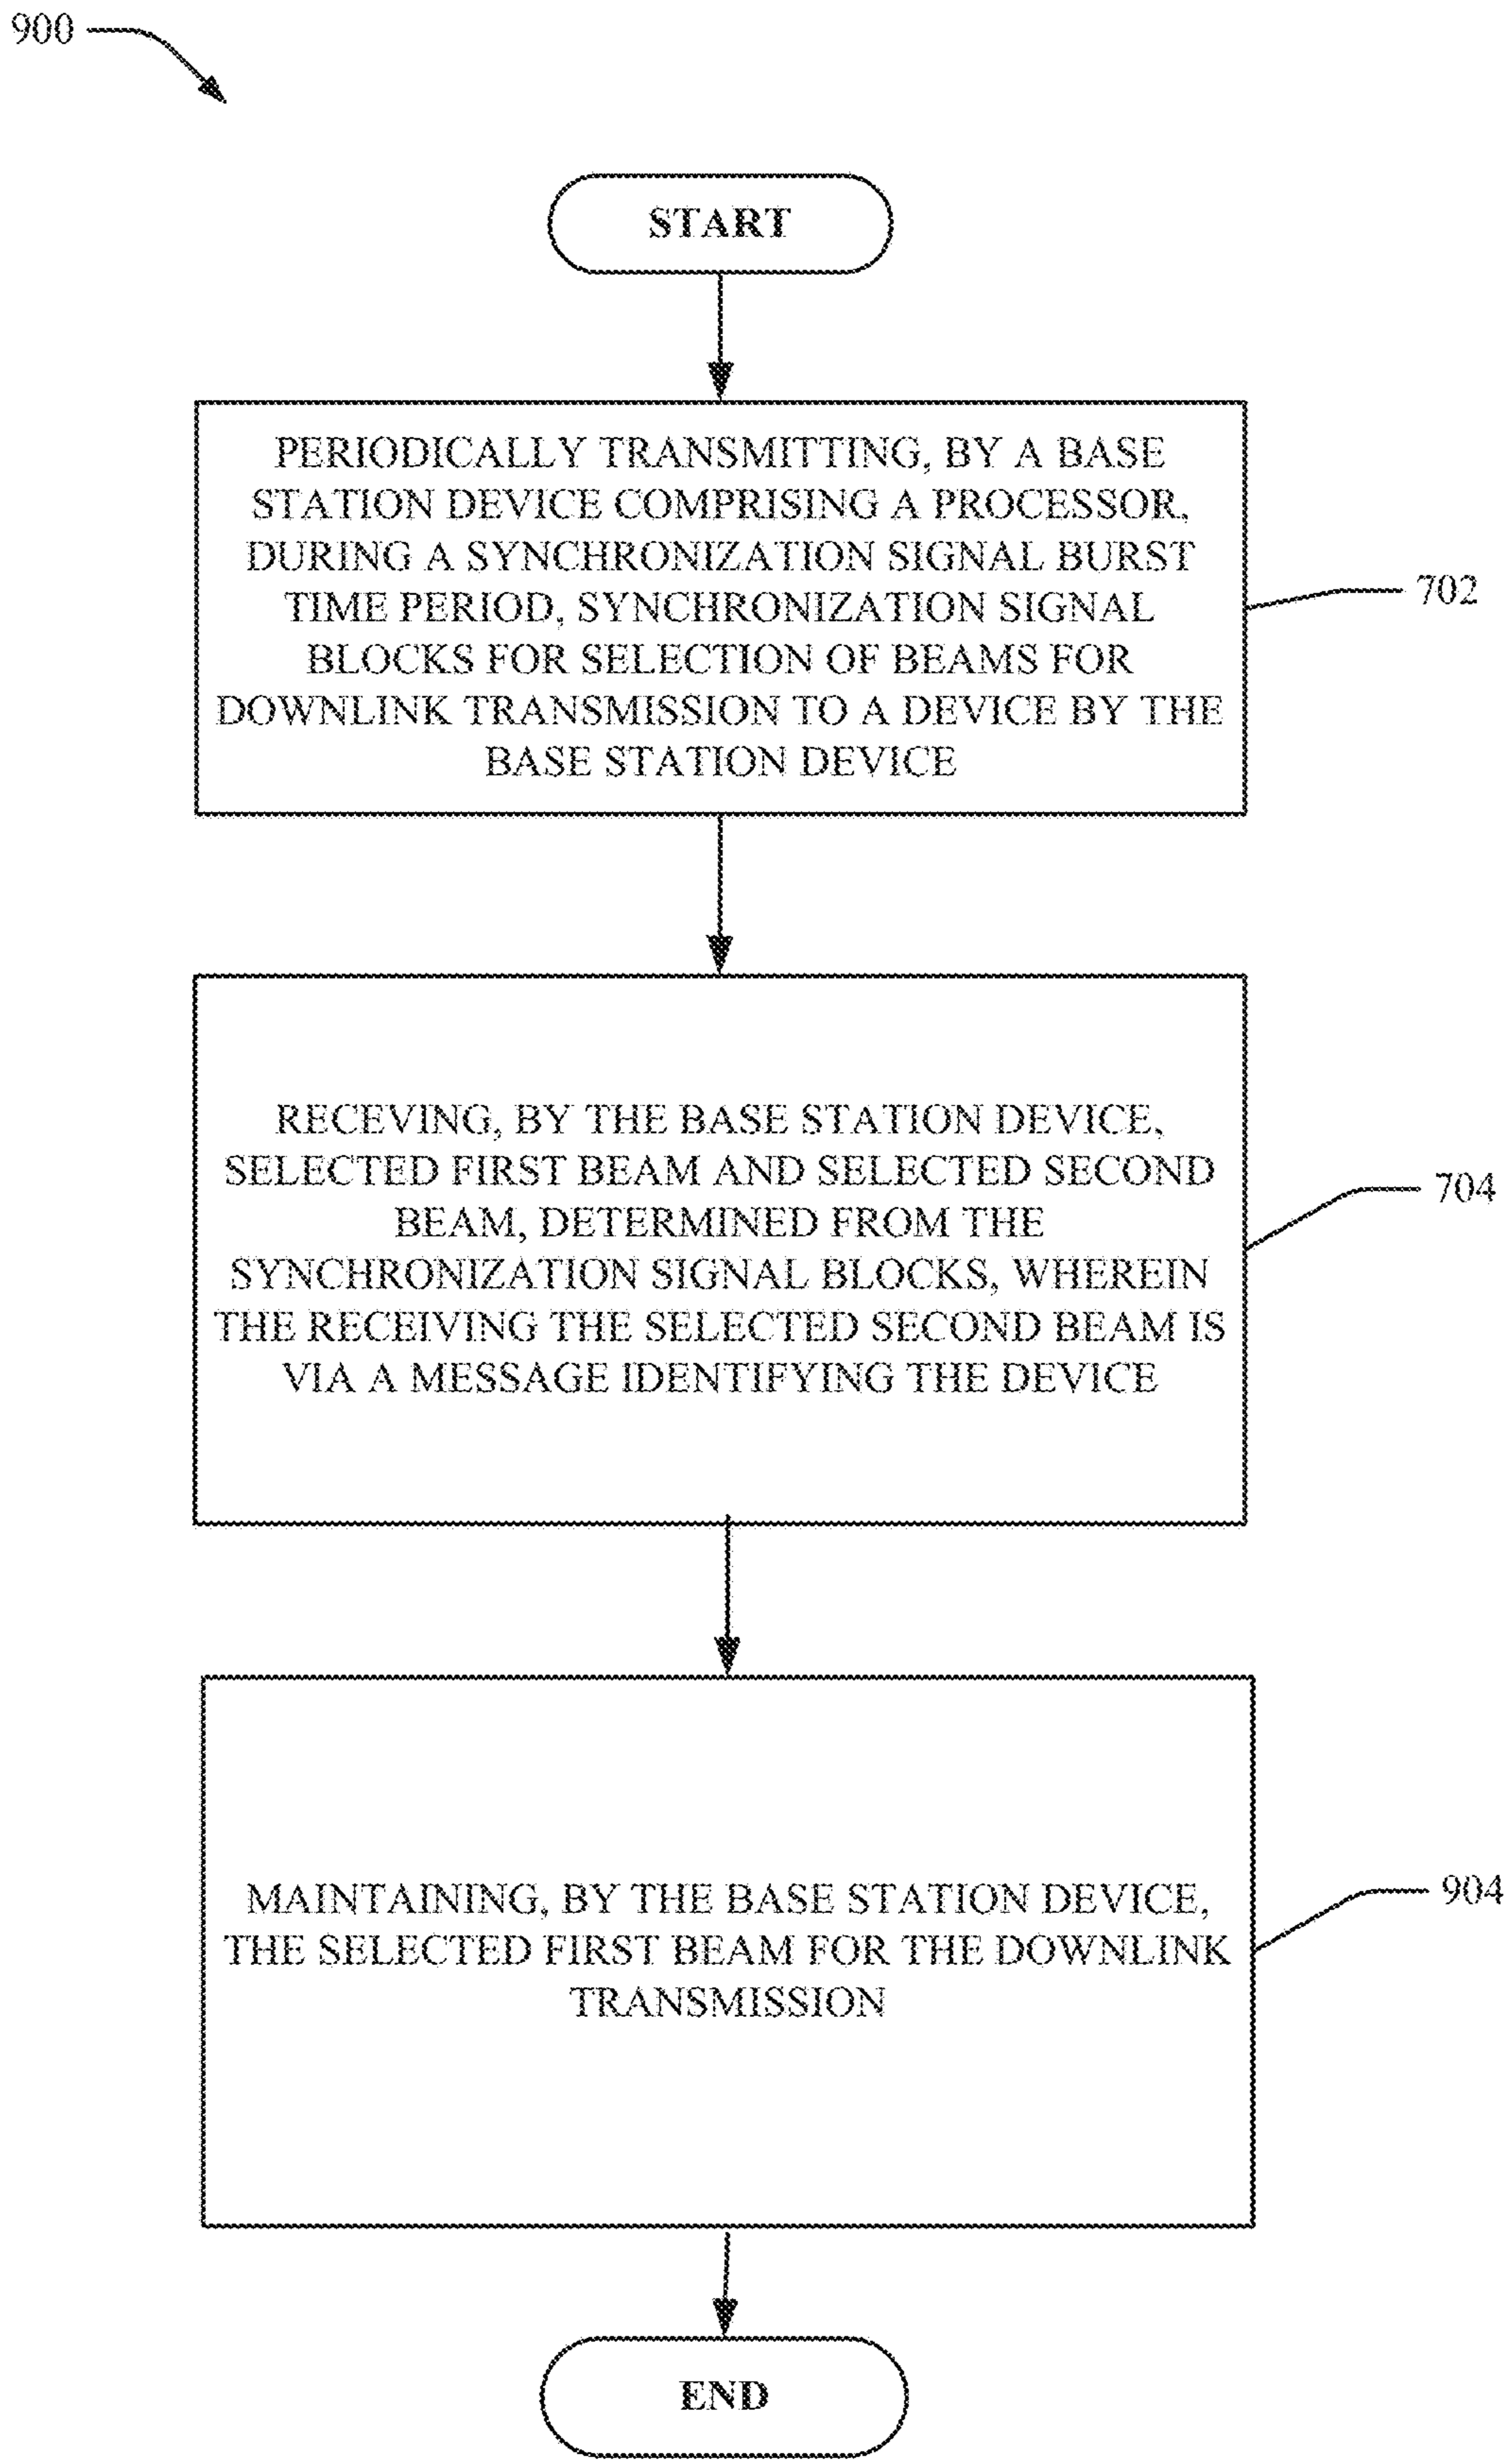 900
START
PERIODICALLY TRANSMITTING, BY A BASE
STATION DEVICE COMPRISING A PROCESSOR,
DURING A SYNCHRONIZATION SIGNAL BURST
TIME PERIOD, SYNCHRONIZATION SIGNAL
BLOCKS FOR SELECTION OF BEAMS FOR
DOWNLINK TRANSMISSION TO A DEVICE BY THE
BASE STATION DEVICE
702
RECEVING, BY THE BASE STATION DEVICE,
SELECTED FIRST BEAM AND SELECTED SECOND
BEAM, DETERMINED FROM THE
SYNCHRONIZATION SIGNAL BLOCKS, WHEREIN
THE RECEIVING THE SELECTED SECOND BEAM IS
VIA A MESSAGE IDENTIFYING THE DEVICE
704
MAINTAINING, BY THE BASE STATION DEVICE,
THE SELECTED FIRST BEAM FOR THE DOWNLINK
TRANSMISSION
904
END